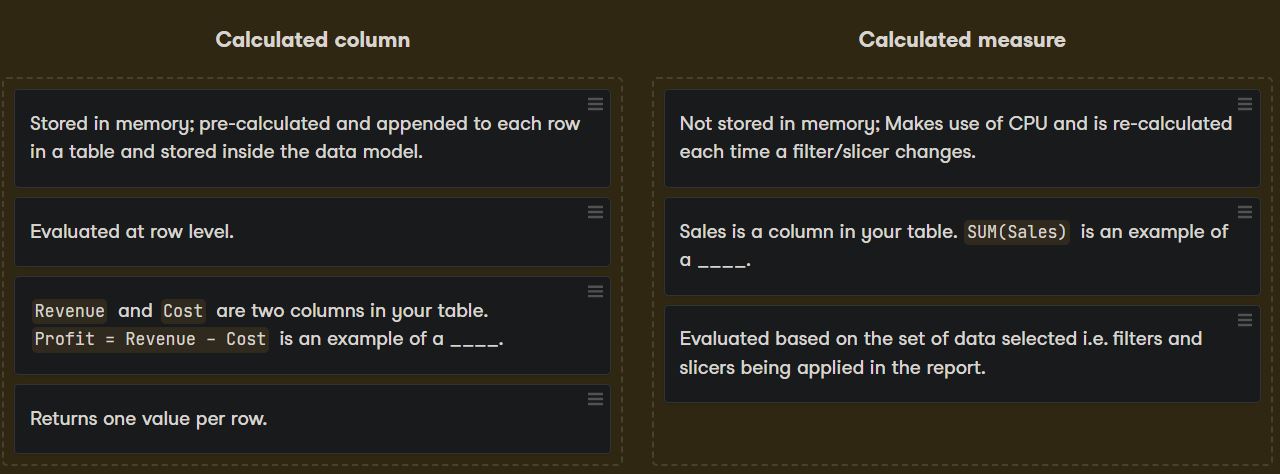 Calculated column
Stored in memory; pre-calculated and appended to each row
in a table and stored inside the data model.
Evaluated at row level.
Revenue and Cost are two columns in your table.
Profit = Revenue - Cost is an example of a ____.
Returns one value per row.
Calculated measure
Not stored in memory; Makes use of CPU and is re-calculated
each time a filter/slicer changes.
Sales is a column in your table. SUM(Sales) is an example of
a ____.
Evaluated based on the set of data selected i.e. filters and
slicers being applied in the report.